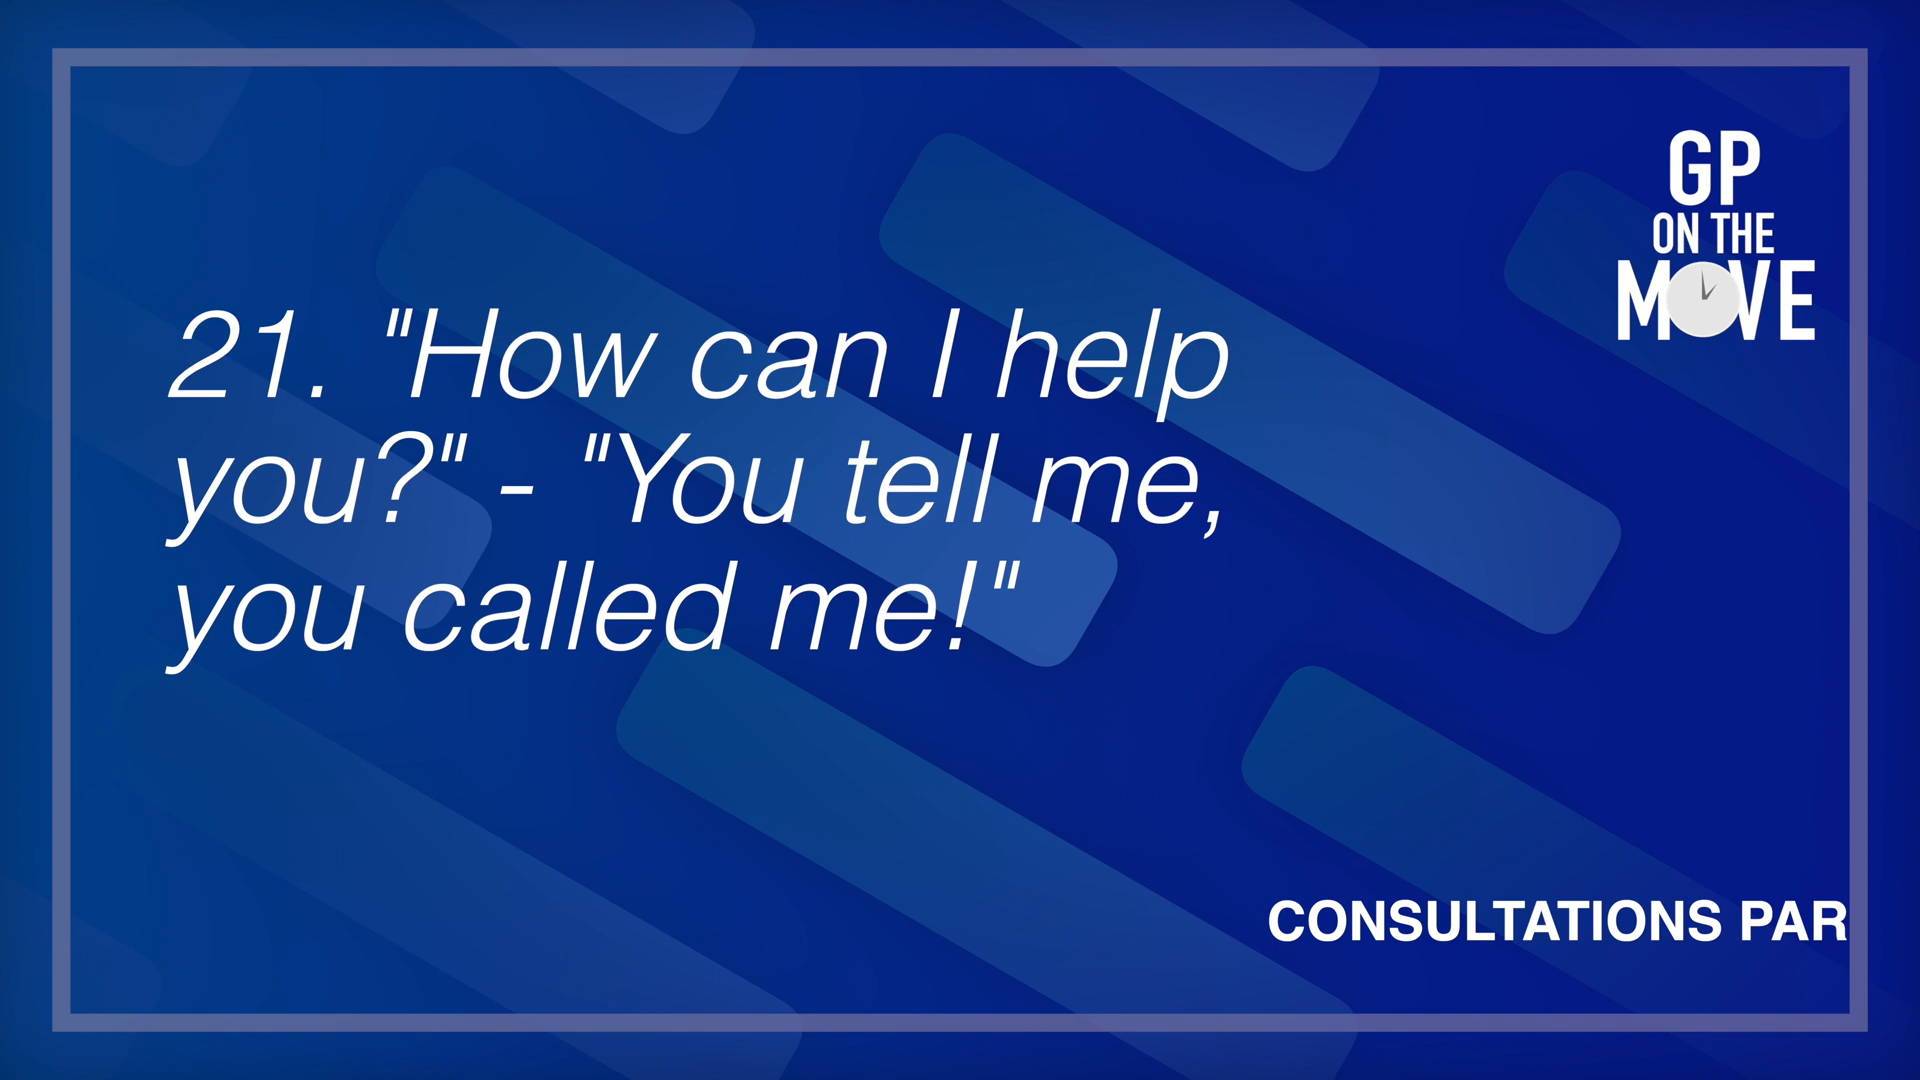 GP
ON THE
MOVE
21. "How can I help
you?" - "You tell me,
you called me!"
CONSULTATIONS PAR